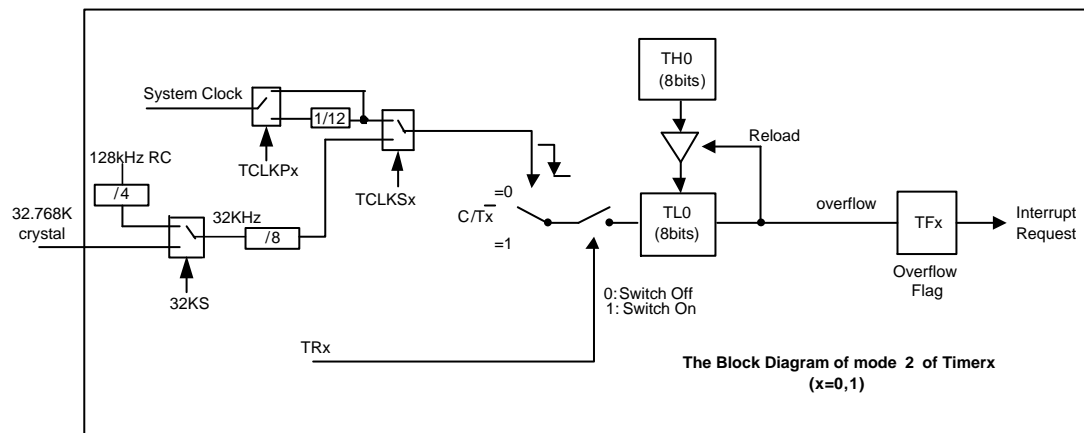 System Clock
1/12
TCLKPx
TCLKSx
128kHz RC
/4
32.768K
crystal
32KHz
/8
32KS
TH0
(8bits)
Reload
=0
C/Tx
=1
TL0
(8bits)
overflow
TFx
Interrupt
Request
Overflow
Flag
0:Switch Off
1: Switch On
TRx
The Block Diagram of mode 2 of Timerx
(x=0,1)